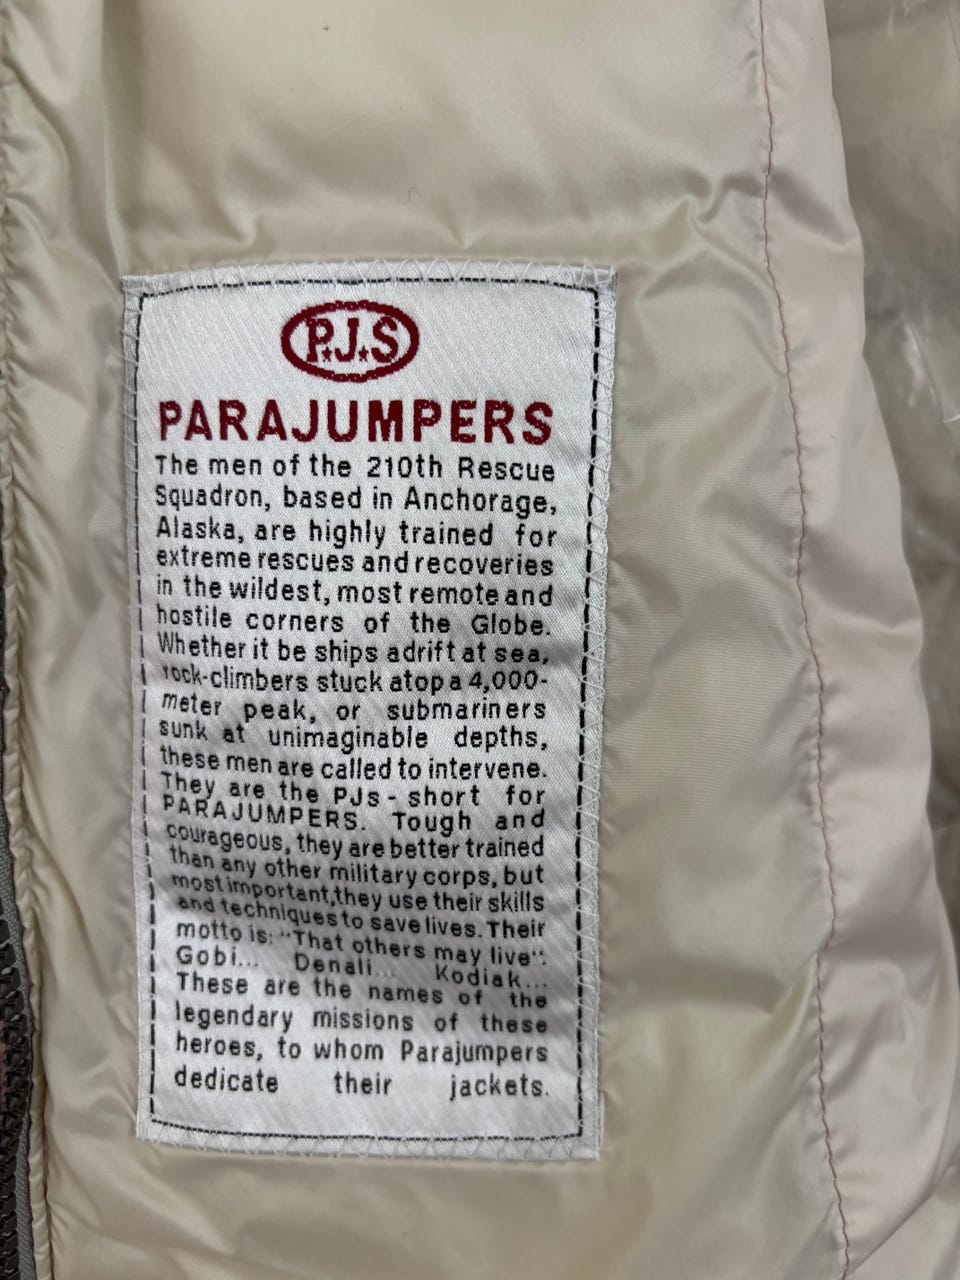 P.J.S
PARAJUMPERS
The men of the 210th Rescue
Squadron, based in Anchorage,
Alaska, are highly trained for
extreme rescues and recoveries
in the wildest, most remote and
hostile corners of the Globe.
Whether it be ships adrift at sea,
rock-climbers stuck atop a 4,000-
meter peak, or submariners
sunk at unimaginable depths,
these men are called to intervene.
They are the PJs - short for
PARAJUMPERS. Tough and
courageous, they are better trained
than any other military corps, but
most important, they use their skills
and techniques to save lives. Their
motto is: "That others may live".
Gobi... Denali... Kodiak...
These are the names of the
legendary missions of these
heroes, to whom Parajumpers
dedicate their jackets.